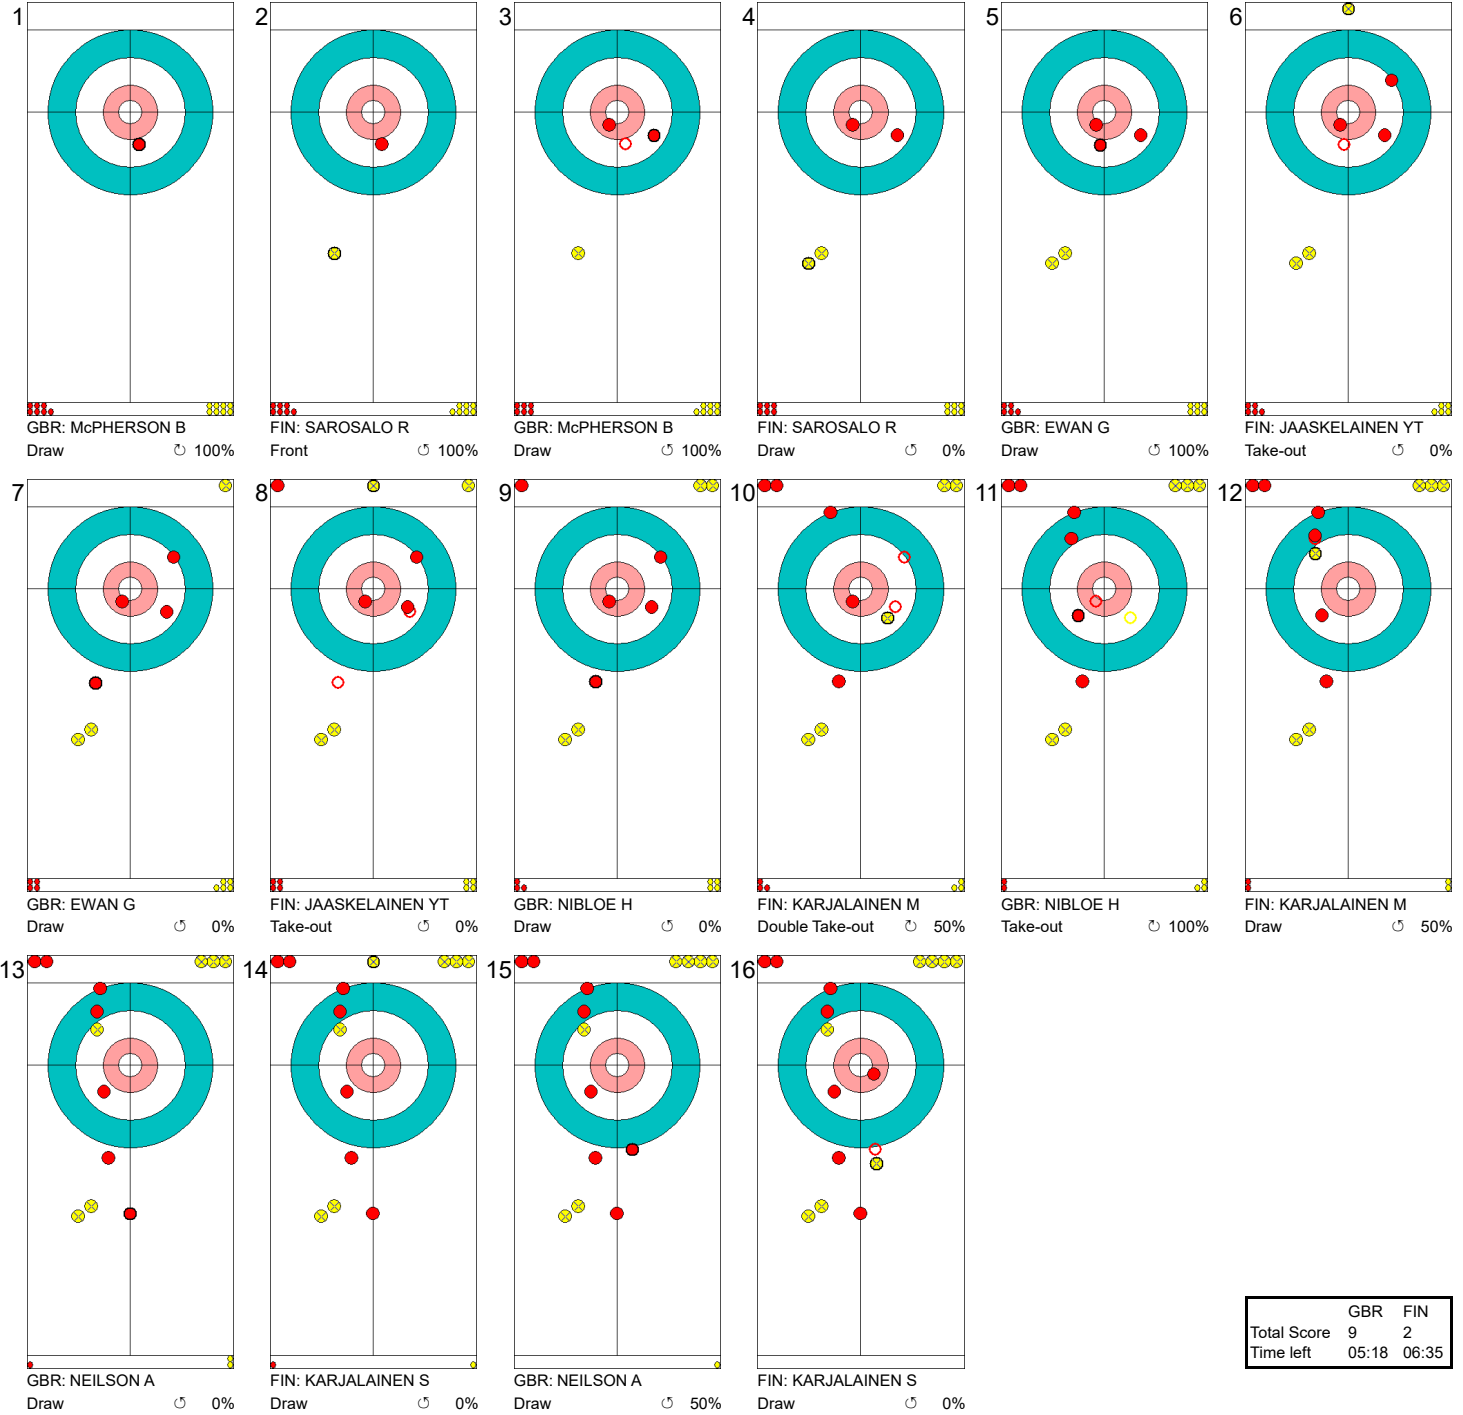 1
GBR: McPHERSON B
Draw ↻ 100%
2
FIN: SAROSALO R
Front ↺ 100%
3
GBR: McPHERSON B
Draw ↺ 100%
4
FIN: SAROSALO R
Draw ↺ 0%
5
GBR: EWAN G
Draw ↺ 100%
6
FIN: JAASKELAINEN YT
Take-out ↺ 0%
7
GBR: EWAN G
Draw ↺ 0%
8
FIN: JAASKELAINEN YT
Take-out ↺ 0%
9
GBR: NIBLOE H
Draw ↺ 0%
10
FIN: KARJALAINEN M
Double Take-out ↻ 50%
11
GBR: NIBLOE H
Take-out ↻ 100%
12
FIN: KARJALAINEN M
Draw ↺ 50%
13
GBR: NEILSON A
Draw ↺ 0%
14
FIN: KARJALAINEN S
Draw ↺ 0%
15
GBR: NEILSON A
Draw ↺ 50%
16
FIN: KARJALAINEN S
Draw ↺ 0%
GBR FIN
Total Score 9 2
Time left 05:18 06:35